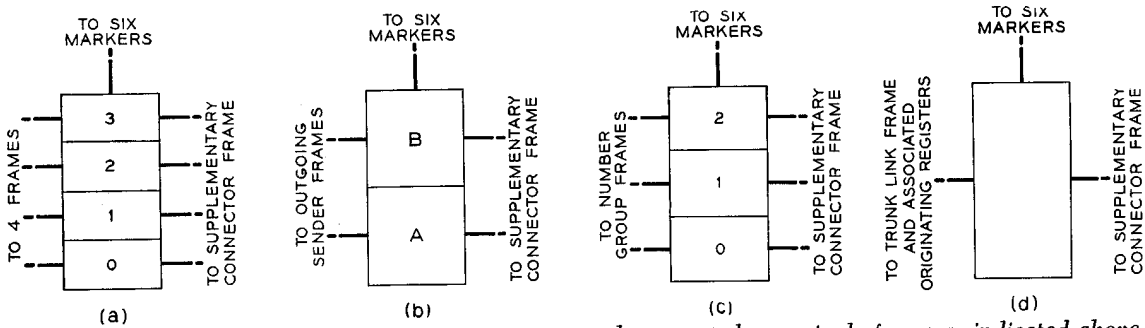 TO SIX
MARKERS
TO 4 FRAMES
3
2
1
0
TO SUPPLEMENTARY
CONNECTOR FRAME
(a)
TO SIX
MARKERS
TO OUTGOING
SENDER FRAMES
B
A
TO SUPPLEMENTARY
CONNECTOR FRAME
(b)
TO SIX
MARKERS
TO NUMBER
GROUP FRAMES
2
1
0
TO SUPPLEMENTARY
CONNECTOR FRAME
(c)
TO SIX
MARKERS
TO TRUNK LINK FRAME
AND ASSOCIATED
ORIGINATING REGISTERS
TO SUPPLEMENTARY
CONNECTOR FRAME
(d)
indicated